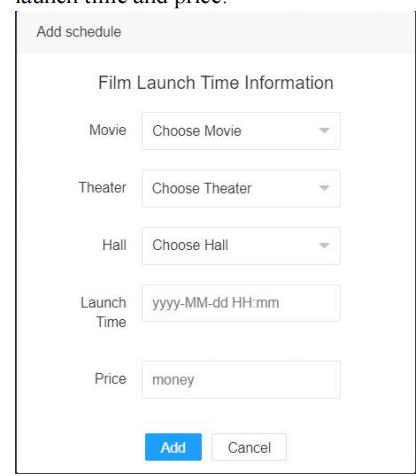 launch time and price.
Add schedule
Film Launch Time Information
Movie Choose Movie
Theater Choose Theater
Hall Choose Hall
Launch Time yyyy-MM-dd HH:mm
Price money
Add Cancel